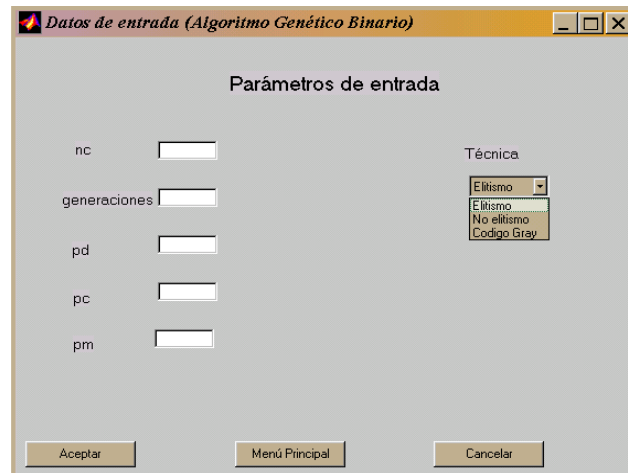 Datos de entrada (Algoritmo Genético Binario)
Parámetros de entrada
nc
generaciones
pd
pc
pm
Técnica
Elitismo
Elitismo
No elitismo
Codigo Gray
Aceptar
Menú Principal
Cancelar